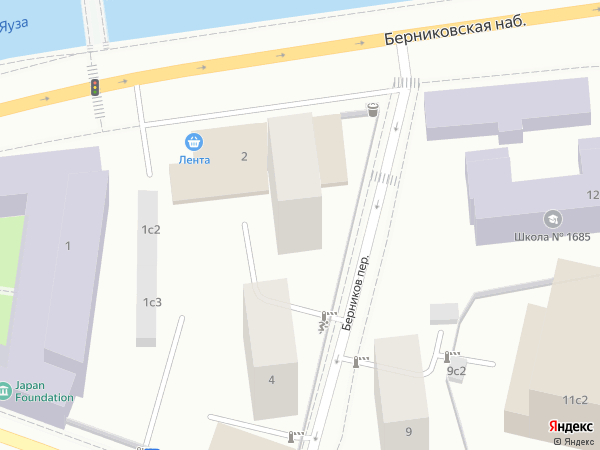 Яуза
Берниковская наб.
Лента
2
12
1с2
Школа № 1685
1
Берников пер.
1с3
9с2
4
Japan
Foundation
11с2
9
Яндекс
© Яндекс